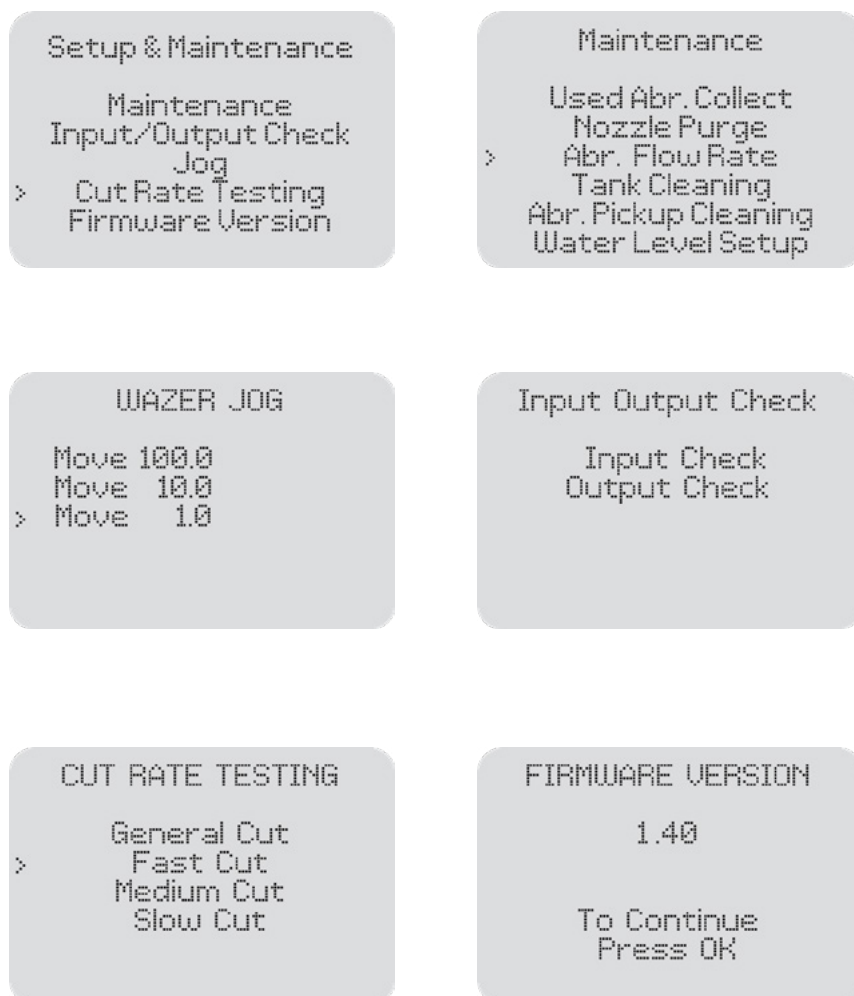 Setup & Maintenance
Maintenance
Input/Output Check
Jog
> Cut Rate Testing
Firmware Version
Maintenance
Used Abr. Collect
Nozzle Purge
> Abr. Flow Rate
Tank Cleaning
Abr. Pickup Cleaning
Water Level Setup
WAZER JOG
Move 100.0
Move 10.0
> Move 1.0
Input Output Check
Input Check
Output Check
CUT RATE TESTING
General Cut
> Fast Cut
Medium Cut
Slow Cut
FIRMWARE VERSION
1.40
To Continue
Press OK